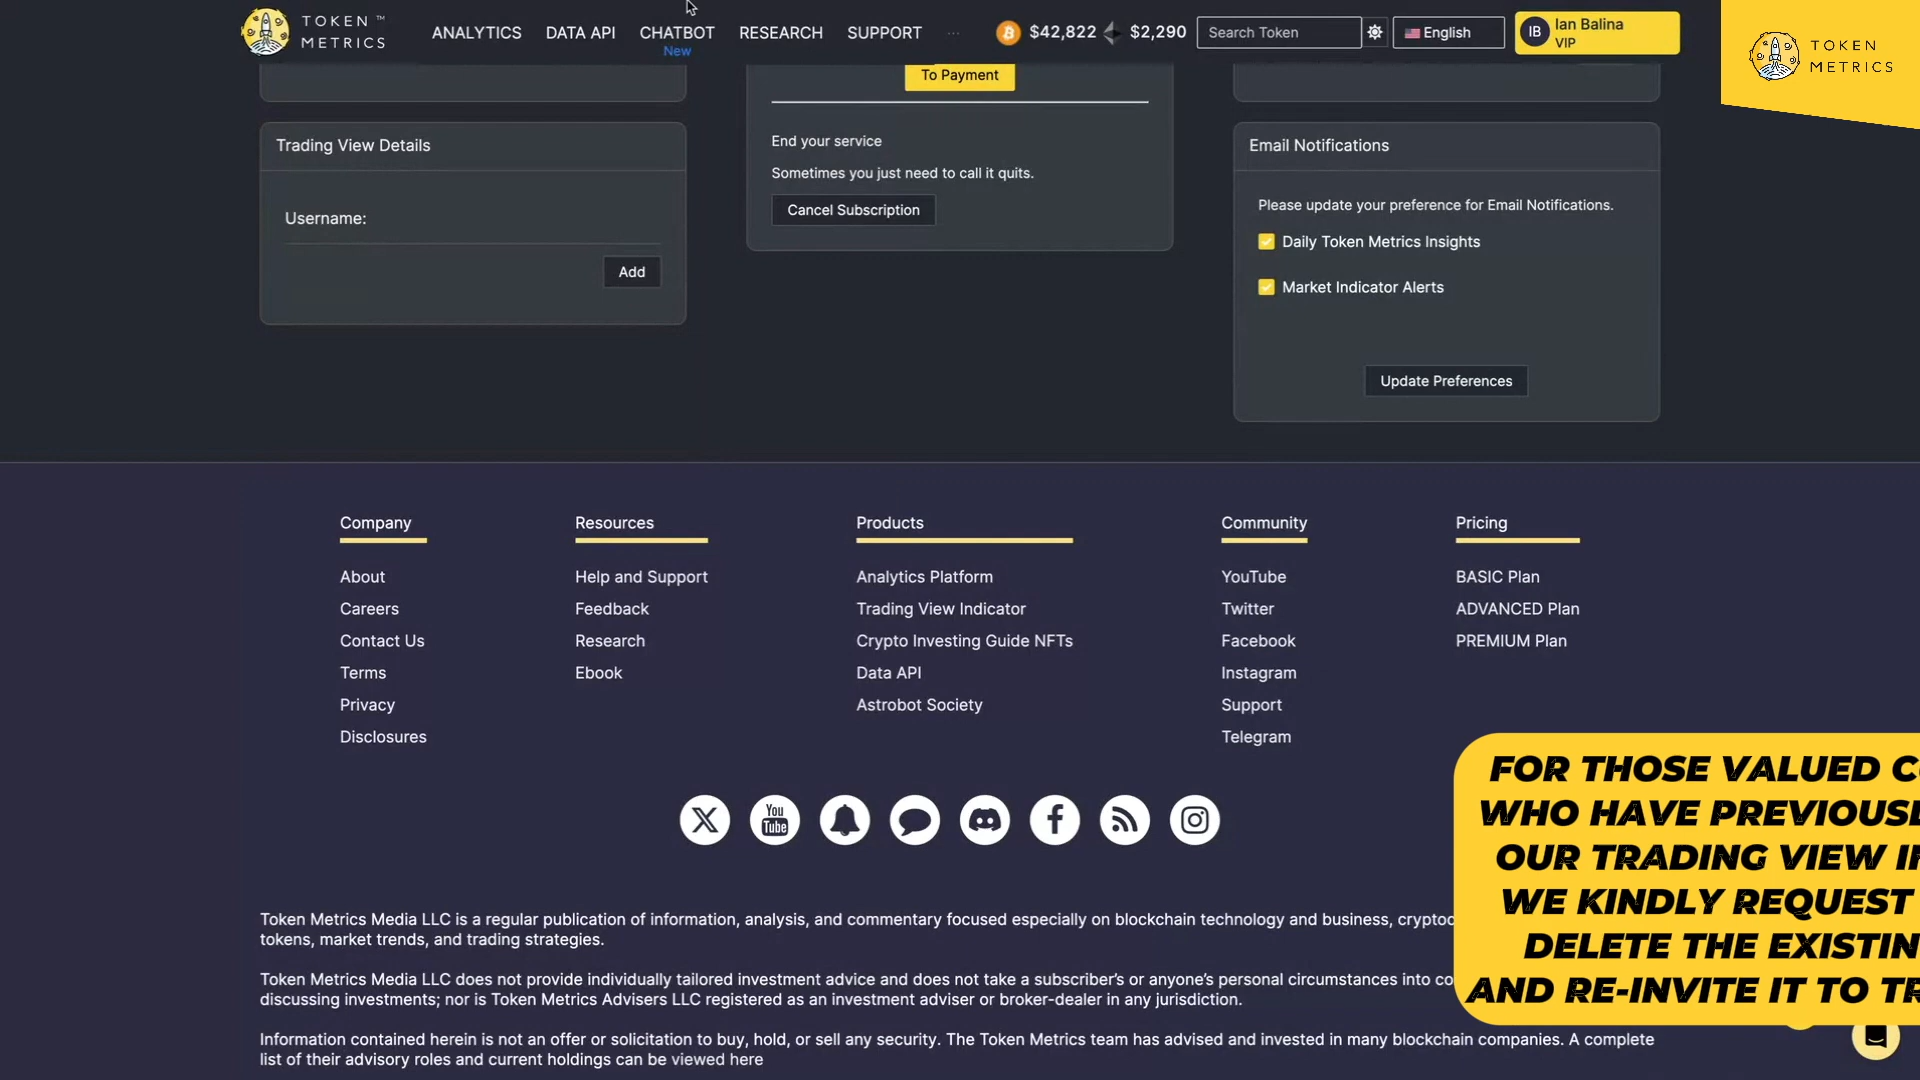 TOKEN ™
METRICS
ANALYTICS
DATA API
CHATBOT
New
RESEARCH
SUPPORT
...
$42,822
$2,290
Search Token
English
IB
Ian Balina
VIP
TOKEN
METRICS
To Payment
Trading View Details
Username:
Add
End your service
Sometimes you just need to call it quits.
Cancel Subscription
Email Notifications
Please update your preference for Email Notifications.
Daily Token Metrics Insights
Market Indicator Alerts
Update Preferences
Company
About
Careers
Contact Us
Terms
Privacy
Disclosures
Resources
Help and Support
Feedback
Research
Ebook
Products
Analytics Platform
Trading View Indicator
Crypto Investing Guide NFTs
Data API
Astrobot Society
Community
YouTube
Twitter
Facebook
Instagram
Support
Telegram
Pricing
BASIC Plan
ADVANCED Plan
PREMIUM Plan
You
Tube
FOR THOSE VALUED
WHO HAVE
OUR TRADING VIEW
WE KINDLY REQUEST
DELETE THE
AND RE-INVITE IT TO
Token Metrics Media LLC is a regular publication of information, analysis, and commentary focused especially on blockchain technology and business,
tokens, market trends, and trading strategies.
Token Metrics Media LLC does not provide individually tailored investment advice and does not take a subscriber's or anyone's personal circumstances into
discussing investments; nor is Token Metrics Advisers LLC registered as an investment adviser or broker-dealer in any jurisdiction.
Information contained herein is not an offer or solicitation to buy, hold, or sell any security. The Token Metrics team has advised and invested in many blockchain companies. A complete
list of their advisory roles and current holdings can be viewed here